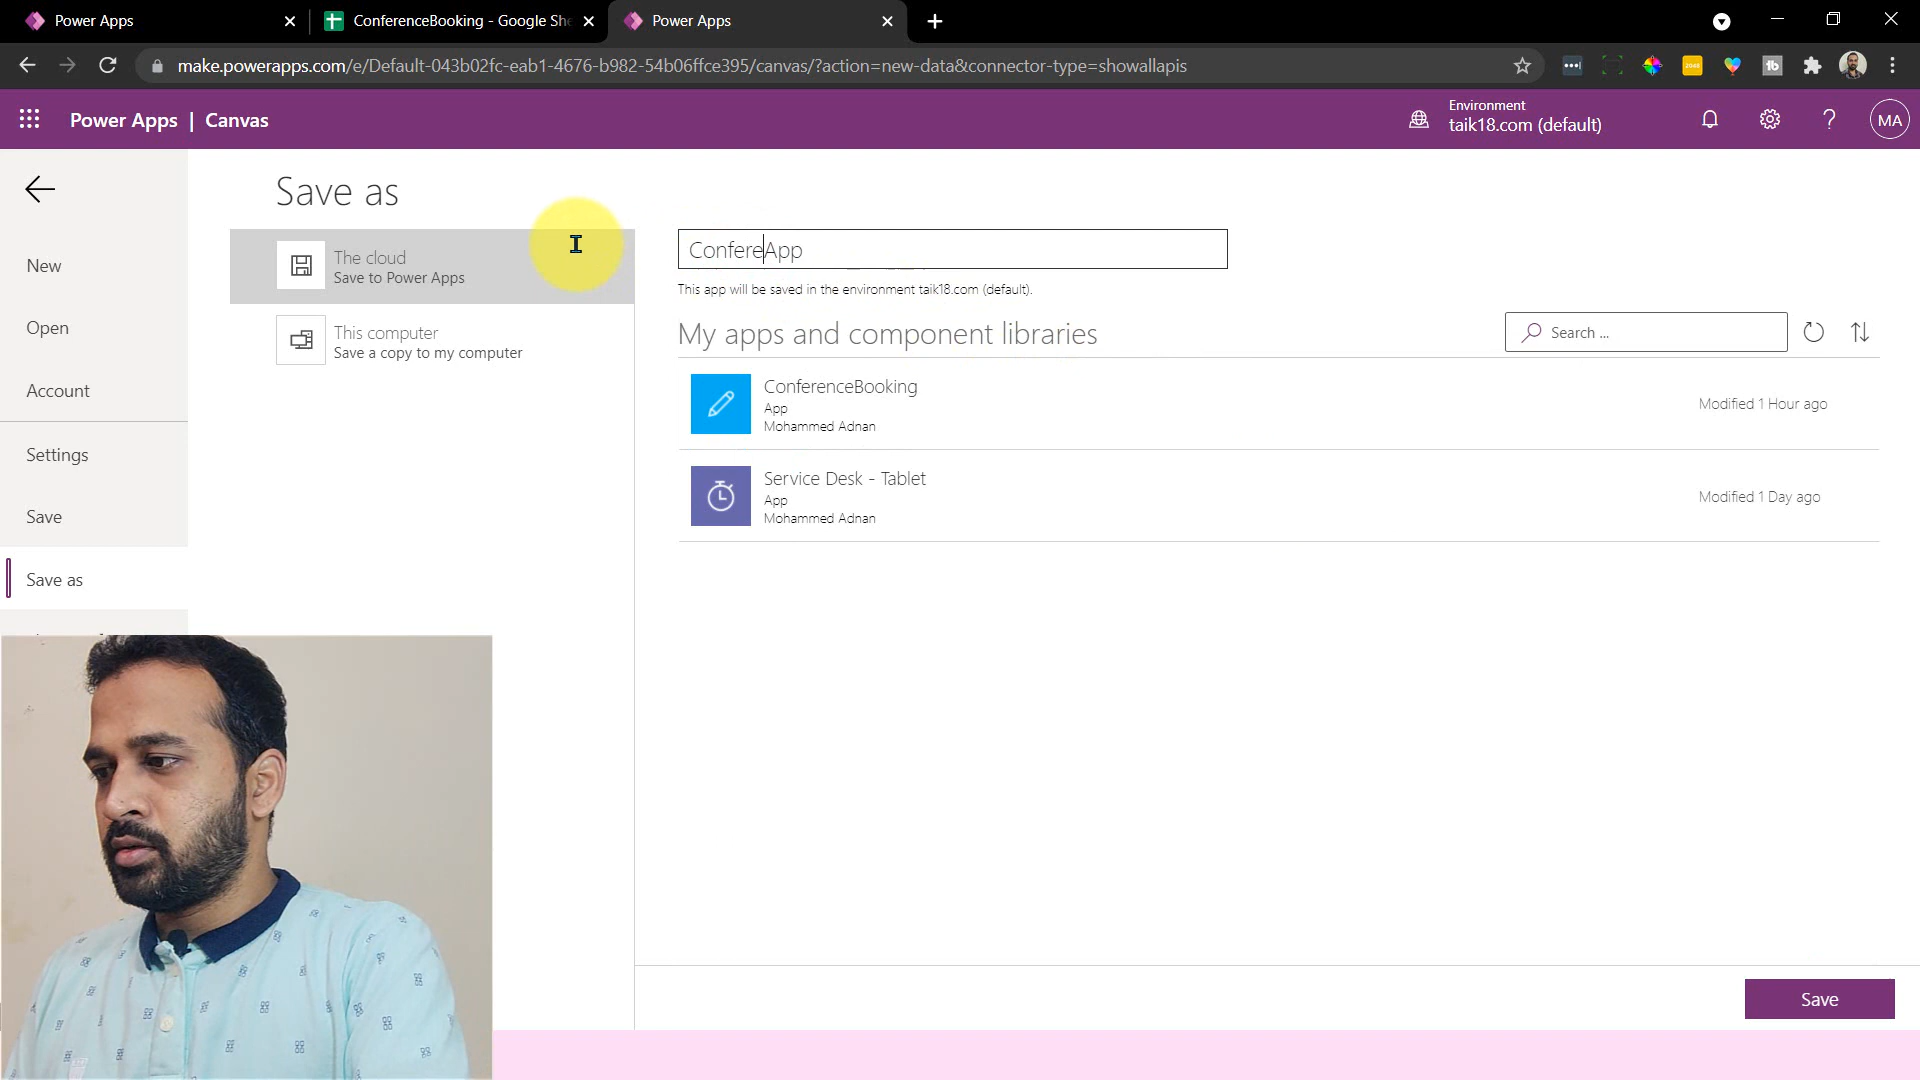 Power Apps
ConferenceBooking - Google She
Power Apps
make.powerapps.com/e/Default-043b02fc-eab1-4676-b982-54b06ffce395/canvas/?action=new-data&connector-type=showallapis
Power Apps | Canvas
Environment
taik18.com (default)
MA
Save as
New
Open
Account
Settings
Save
Save as
The cloud
Save to Power Apps
This computer
Save a copy to my computer
ConfereApp
This app will be saved in the environment taik18.com (default).
My apps and component libraries
Search ...
ConferenceBooking
App
Mohammed Adnan
Modified 1 Hour ago
Service Desk - Tablet
App
Mohammed Adnan
Modified 1 Day ago
Save